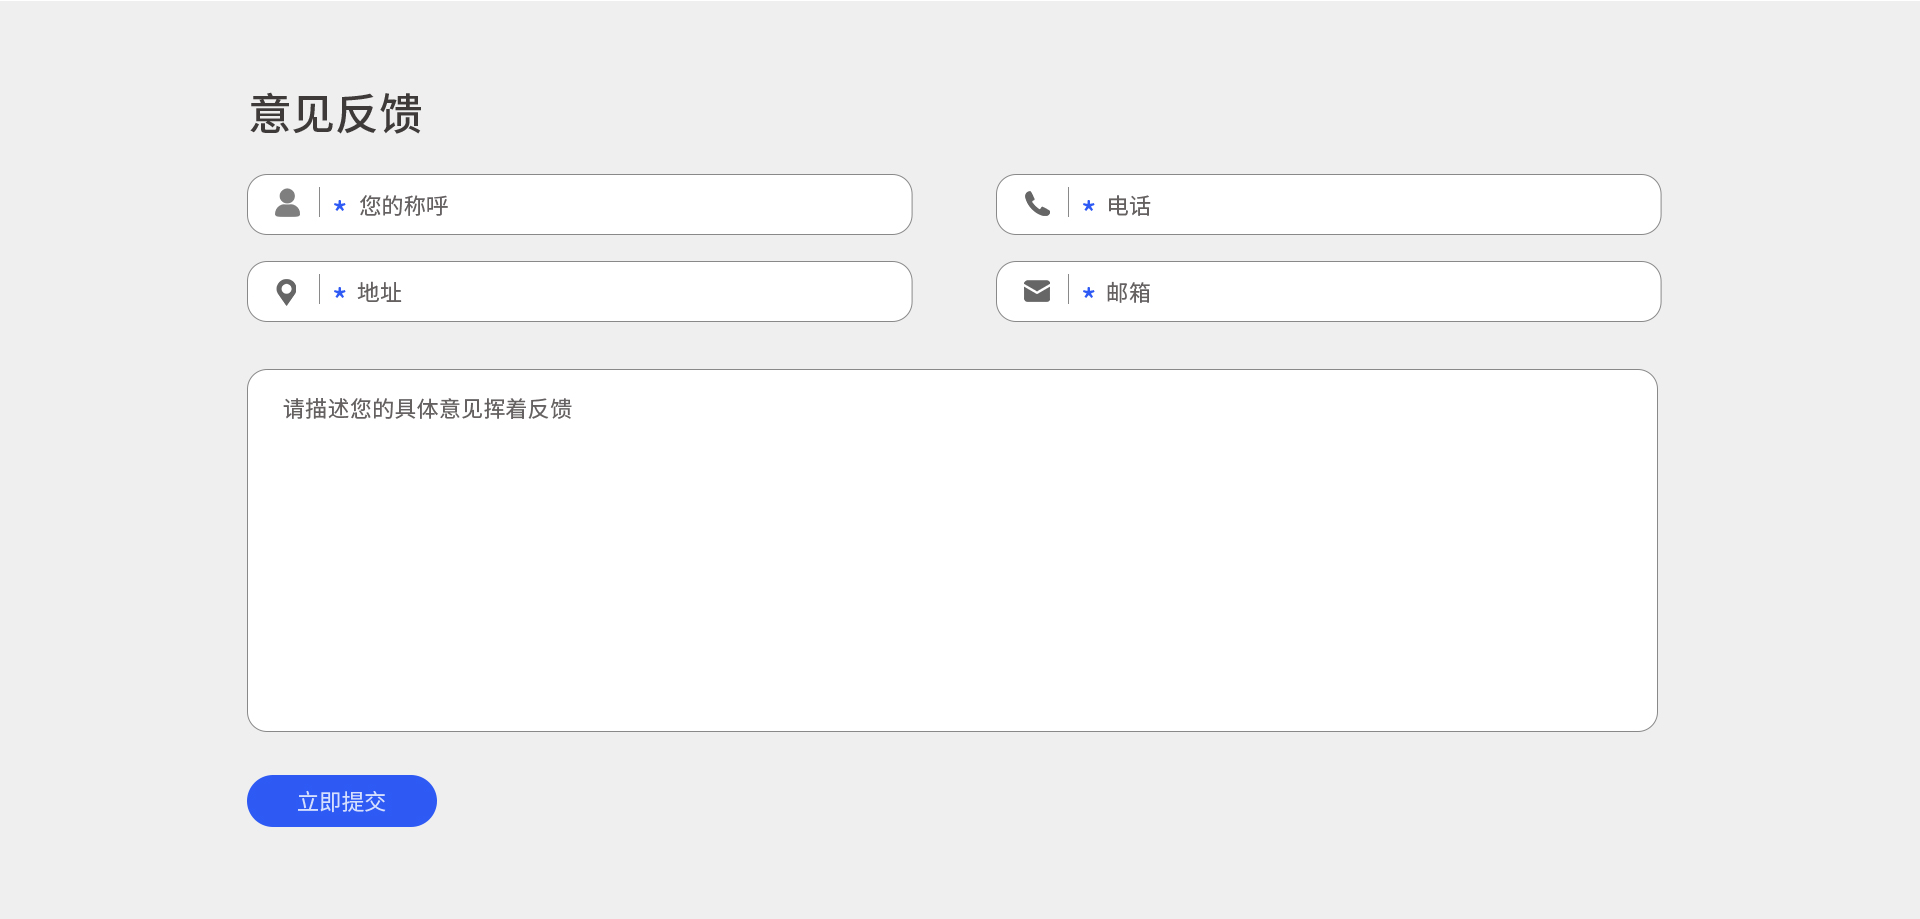 意见反馈
* 您的称呼
* 电话
* 地址
* 邮箱
请描述您的具体意见挥着反馈
立即提交